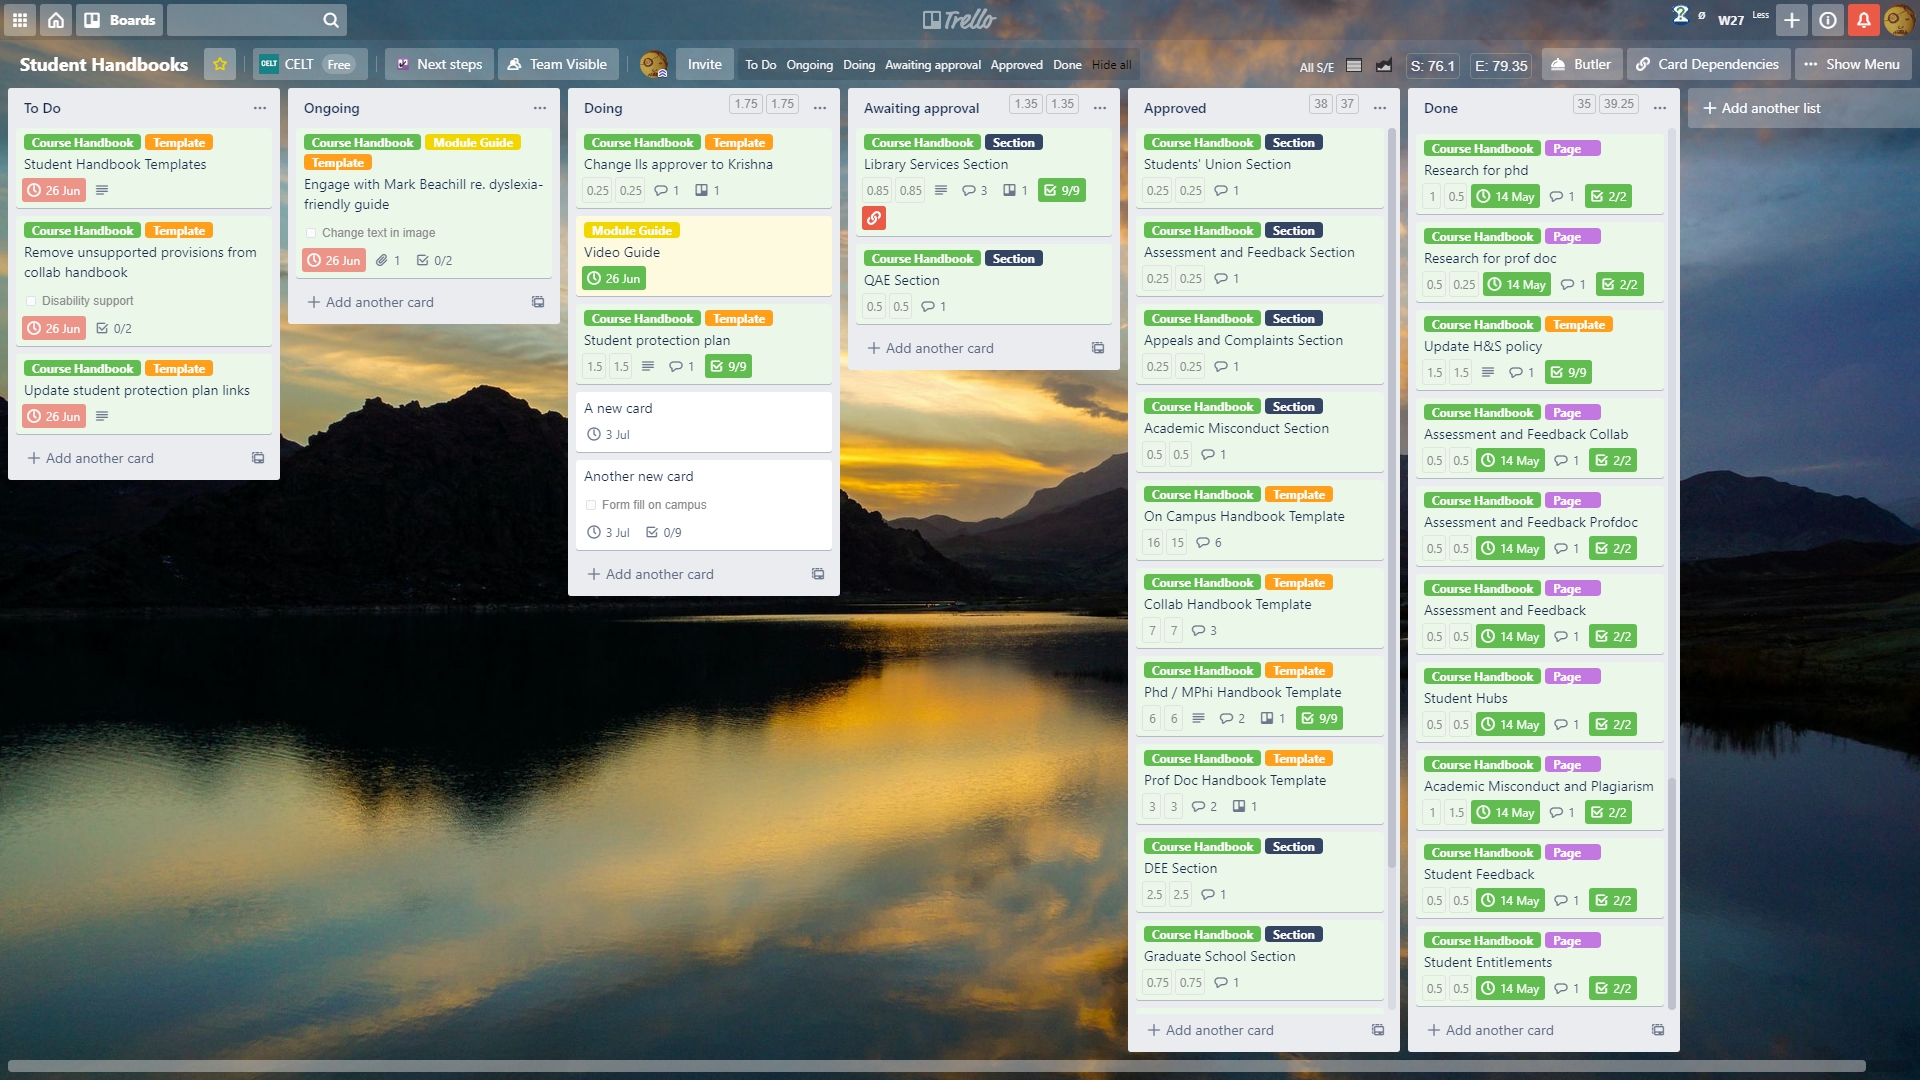 Boards
Trello
W27
Less
Student Handbooks
CELT
CELT
Free
Next steps
Team Visible
Invite
To Do Ongoing Doing Awaiting approval Approved Done Hide all
All S/E
S: 76.1
E: 79.35
Butler
Card Dependencies
Show Menu
To Do
Course Handbook Template
Student Handbook Templates
26 Jun
Course Handbook Template
Remove unsupported provisions from
collab handbook
Disability support
26 Jun 0/2
Course Handbook Template
Update student protection plan links
26 Jun
Add another card
Ongoing
Course Handbook Module Guide
Template
Engage with Mark Beachill re. dyslexia-
friendly guide
Change text in image
26 Jun 1 0/2
Add another card
Doing 1.75 1.75
Course Handbook Template
Change IIs approver to Krishna
0.25 0.25 1 1
Module Guide
Video Guide
26 Jun
Course Handbook Template
Student protection plan
1.5 1.5 1 9/9
A new card
3 Jul
Another new card
Form fill on campus
3 Jul 0/9
Add another card
Awaiting approval 1.35 1.35
Course Handbook Section
Library Services Section
0.85 0.85 3 1 9/9
Course Handbook Section
QAE Section
0.5 0.5 1
Add another card
Approved 38 37
Course Handbook Section
Students' Union Section
0.25 0.25 1
Course Handbook Section
Assessment and Feedback Section
0.25 0.25 1
Course Handbook Section
Appeals and Complaints Section
0.25 0.25 1
Course Handbook Section
Academic Misconduct Section
0.5 0.5 1
Course Handbook Template
On Campus Handbook Template
16 15 6
Course Handbook Template
Collab Handbook Template
7 7 3
Course Handbook Template
Phd / MPhi Handbook Template
6 6 2 1 9/9
Course Handbook Template
Prof Doc Handbook Template
3 3 2 1
Course Handbook Section
DEE Section
2.5 2.5 1
Course Handbook Section
Graduate School Section
0.75 0.75 1
Add another card
Done 35 39.25
Course Handbook Page
Research for phd
1 0.5 14 May 1 2/2
Course Handbook Page
Research for prof doc
0.5 0.25 14 May 1 2/2
Course Handbook Template
Update H&S policy
1.5 1.5 1 9/9
Course Handbook Page
Assessment and Feedback Collab
0.5 0.5 14 May 1 2/2
Course Handbook Page
Assessment and Feedback Profdoc
0.5 0.5 14 May 1 2/2
Course Handbook Page
Assessment and Feedback
0.5 0.5 14 May 1 2/2
Course Handbook Page
Student Hubs
0.5 0.5 14 May 1 2/2
Course Handbook Page
Academic Misconduct and Plagiarism
1 1.5 14 May 1 2/2
Course Handbook Page
Student Feedback
0.5 0.5 14 May 1 2/2
Course Handbook Page
Student Entitlements
0.5 0.5 14 May 1 2/2
Add another card
Add another list